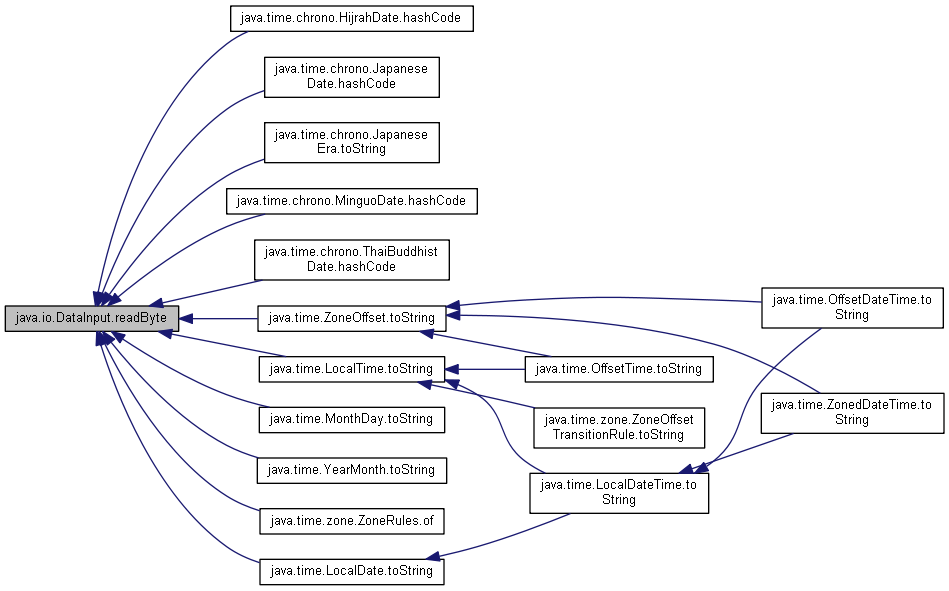 java.time.chrono.HijrahDate.hashCode
java.time.chrono.Japanese
Date.hashCode
java.time.chrono.Japanese
Era.toString
java.time.chrono.MinguoDate.hashCode
java.time.chrono.ThaiBuddhist
Date.hashCode
java.io.DataInput.readByte
java.time.ZoneOffset.toString
java.time.LocalTime.toString
java.time.MonthDay.toString
java.time.YearMonth.toString
java.time.zone.ZoneRules.of
java.time.LocalDate.toString
java.time.OffsetTime.toString
java.time.zone.ZoneOffset
TransitionRule.toString
java.time.LocalDateTime.to
String
java.time.OffsetDateTime.to
String
java.time.ZonedDateTime.to
String